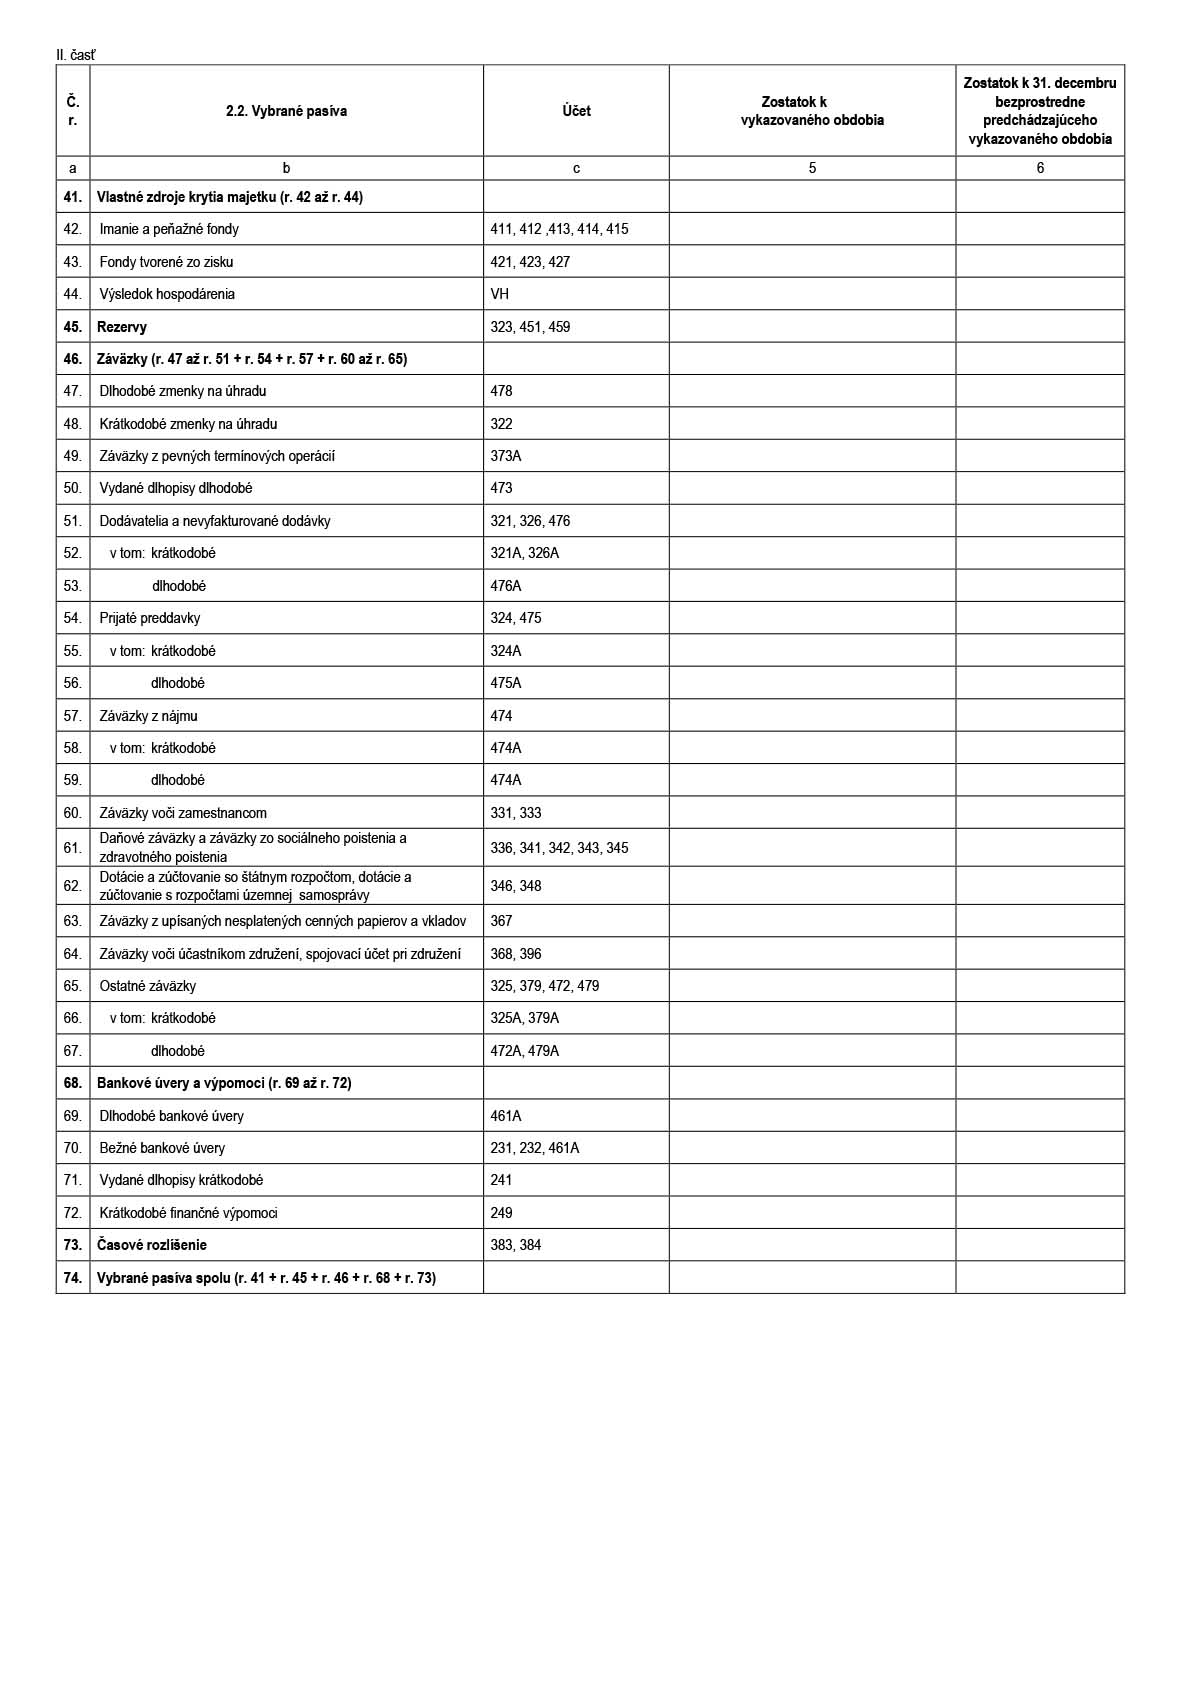 II. časť
Č.
r.
2.2. Vybrané pasíva
Účet
Zostatok k
vykazovaného obdobia
Zostatok k 31. decembru
bezprostredne
predchádzajúceho
vykazovaného obdobia
a b c 5 6
41. Vlastné zdroje krytia majetku (r. 42 až r. 44)
42. Imanie a peňažné fondy 411, 412 ,413, 414, 415
43. Fondy tvorené zo zisku 421, 423, 427
44. Výsledok hospodárenia VH
45. Rezervy 323, 451, 459
46. Záväzky (r. 47 až r. 51 + r. 54 + r. 57 + r. 60 až r. 65)
47. Dlhodobé zmenky na úhradu 478
48. Krátkodobé zmenky na úhradu 322
49. Záväzky z pevných termínových operácií 373A
50. Vydané dlhopisy dlhodobé 473
51. Dodávatelia a nevyfakturované dodávky 321, 326, 476
52. v tom: krátkodobé 321A, 326A
53. dlhodobé 476A
54. Prijaté preddavky 324, 475
55. v tom: krátkodobé 324A
56. dlhodobé 475A
57. Záväzky z nájmu 474
58. v tom: krátkodobé 474A
59. dlhodobé 474A
60. Záväzky voči zamestnancom 331, 333
61. Daňové záväzky a záväzky zo sociálneho poistenia a
zdravotného poistenia 336, 341, 342, 343, 345
62. Dotácie a zúčtovanie so štátnym rozpočtom, dotácie a
zúčtovanie s rozpočtami územnej samosprávy 346, 348
63. Záväzky z upísaných nesplatených cenných papierov a vkladov 367
64. Záväzky voči účastníkom združení, spojovací účet pri združení 368, 396
65. Ostatné záväzky 325, 379, 472, 479
66. v tom: krátkodobé 325A, 379A
67. dlhodobé 472A, 479A
68. Bankové úvery a výpomoci (r. 69 až r. 72)
69. Dlhodobé bankové úvery 461A
70. Bežné bankové úvery 231, 232, 461A
71. Vydané dlhopisy krátkodobé 241
72. Krátkodobé finančné výpomoci 249
73. Časové rozlíšenie 383, 384
74. Vybrané pasíva spolu (r. 41 + r. 45 + r. 46 + r. 68 + r. 73)